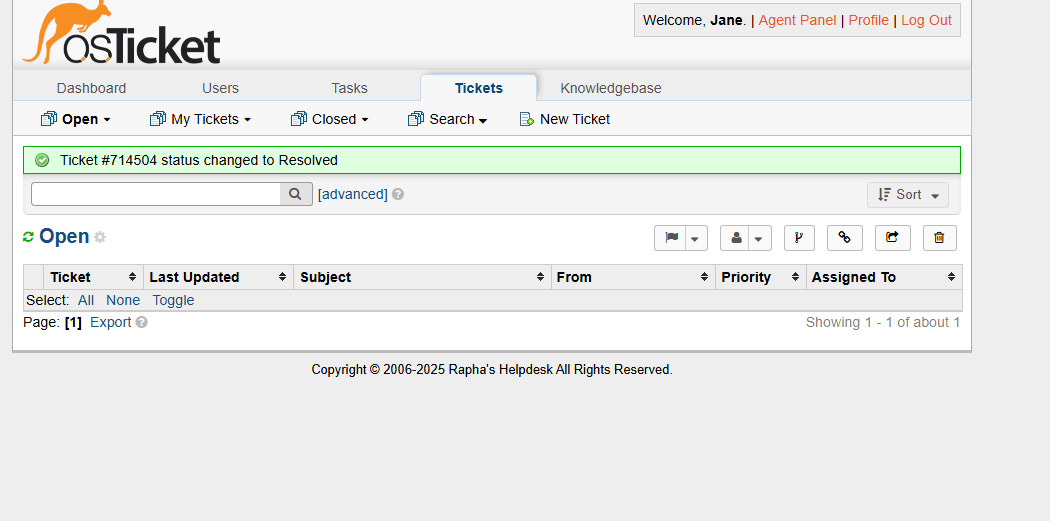 osTicket
Welcome, Jane. | Agent Panel | Profile | Log Out
Dashboard Users Tasks Tickets Knowledgebase
Open My Tickets Closed Search New Ticket
Ticket #714504 status changed to Resolved
[advanced] ?
Sort
Open
Ticket Last Updated Subject From Priority Assigned To
Select: All None Toggle
Page: [1] Export ? Showing 1 - 1 of about 1
Copyright © 2006-2025 Rapha's Helpdesk All Rights Reserved.